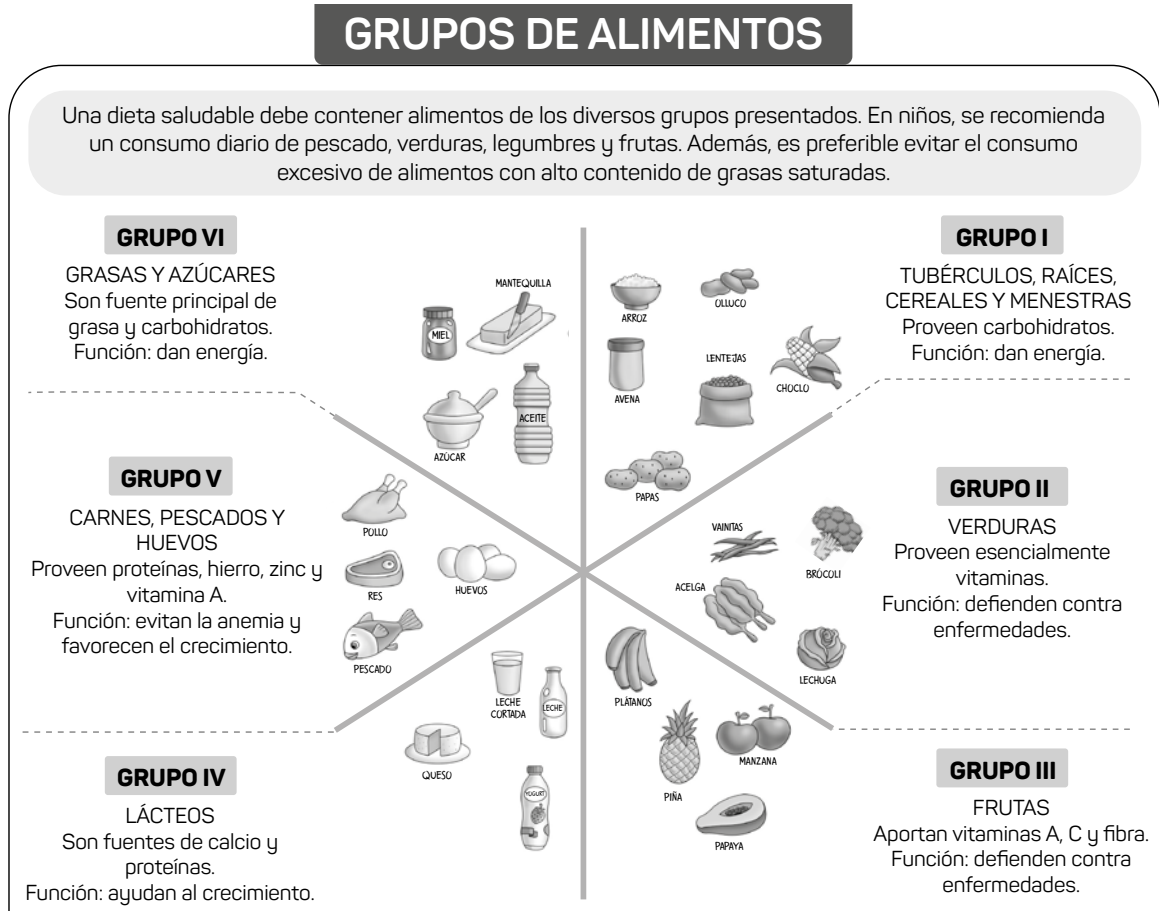 GRUPOS DE ALIMENTOS
Una dieta saludable debe contener alimentos de los diversos grupos presentados. En niños, se recomienda
un consumo diario de pescado, verduras, legumbres y frutas. Además, es preferible evitar el consumo
excesivo de alimentos con alto contenido de grasas saturadas.
GRUPO VI
GRASAS Y AZÚCARES
Son fuente principal de
grasa y carbohidratos.
Función: dan energía.
MANTEQUILLA
MIEL
AZÚCAR
ACEITE
GRUPO I
TUBÉRCULOS, RAÍCES,
CEREALES Y MENESTRAS
Proveen carbohidratos.
Función: dan energía.
ARROZ
OLLUCO
AVENA
LENTEJAS
CHOCLO
PAPAS
GRUPO V
CARNES, PESCADOS Y
HUEVOS
Proveen proteínas, hierro, zinc y
vitamina A.
Función: evitan la anemia y
favorecen el crecimiento.
POLLO
RES
HUEVOS
PESCADO
GRUPO II
VERDURAS
Proveen esencialmente
vitaminas.
Función: defienden contra
enfermedades.
VAINITAS
BRÓCOLI
ACELGA
LECHUGA
GRUPO IV
LÁCTEOS
Son fuentes de calcio y
proteínas.
Función: ayudan al crecimiento.
LECHE
CORTADA
LECHE
QUESO
YOGURT
GRUPO III
FRUTAS
Aportan vitaminas A, C y fibra.
Función: defienden contra
enfermedades.
PLÁTANOS
PIÑA
MANZANA
PAPAYA